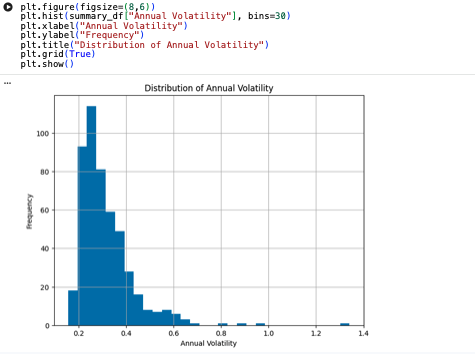 plt.figure(figsize=(8,6))
plt.hist(summary_df["Annual Volatility"], bins=30)
plt.xlabel("Annual Volatility")
plt.ylabel("Frequency")
plt.title("Distribution of Annual Volatility")
plt.grid(True)
plt.show()
...
Distribution of Annual Volatility
100
80
60
40
20
0
Frequency
0.2 0.4 0.6 0.8 1.0 1.2 1.4
Annual Volatility